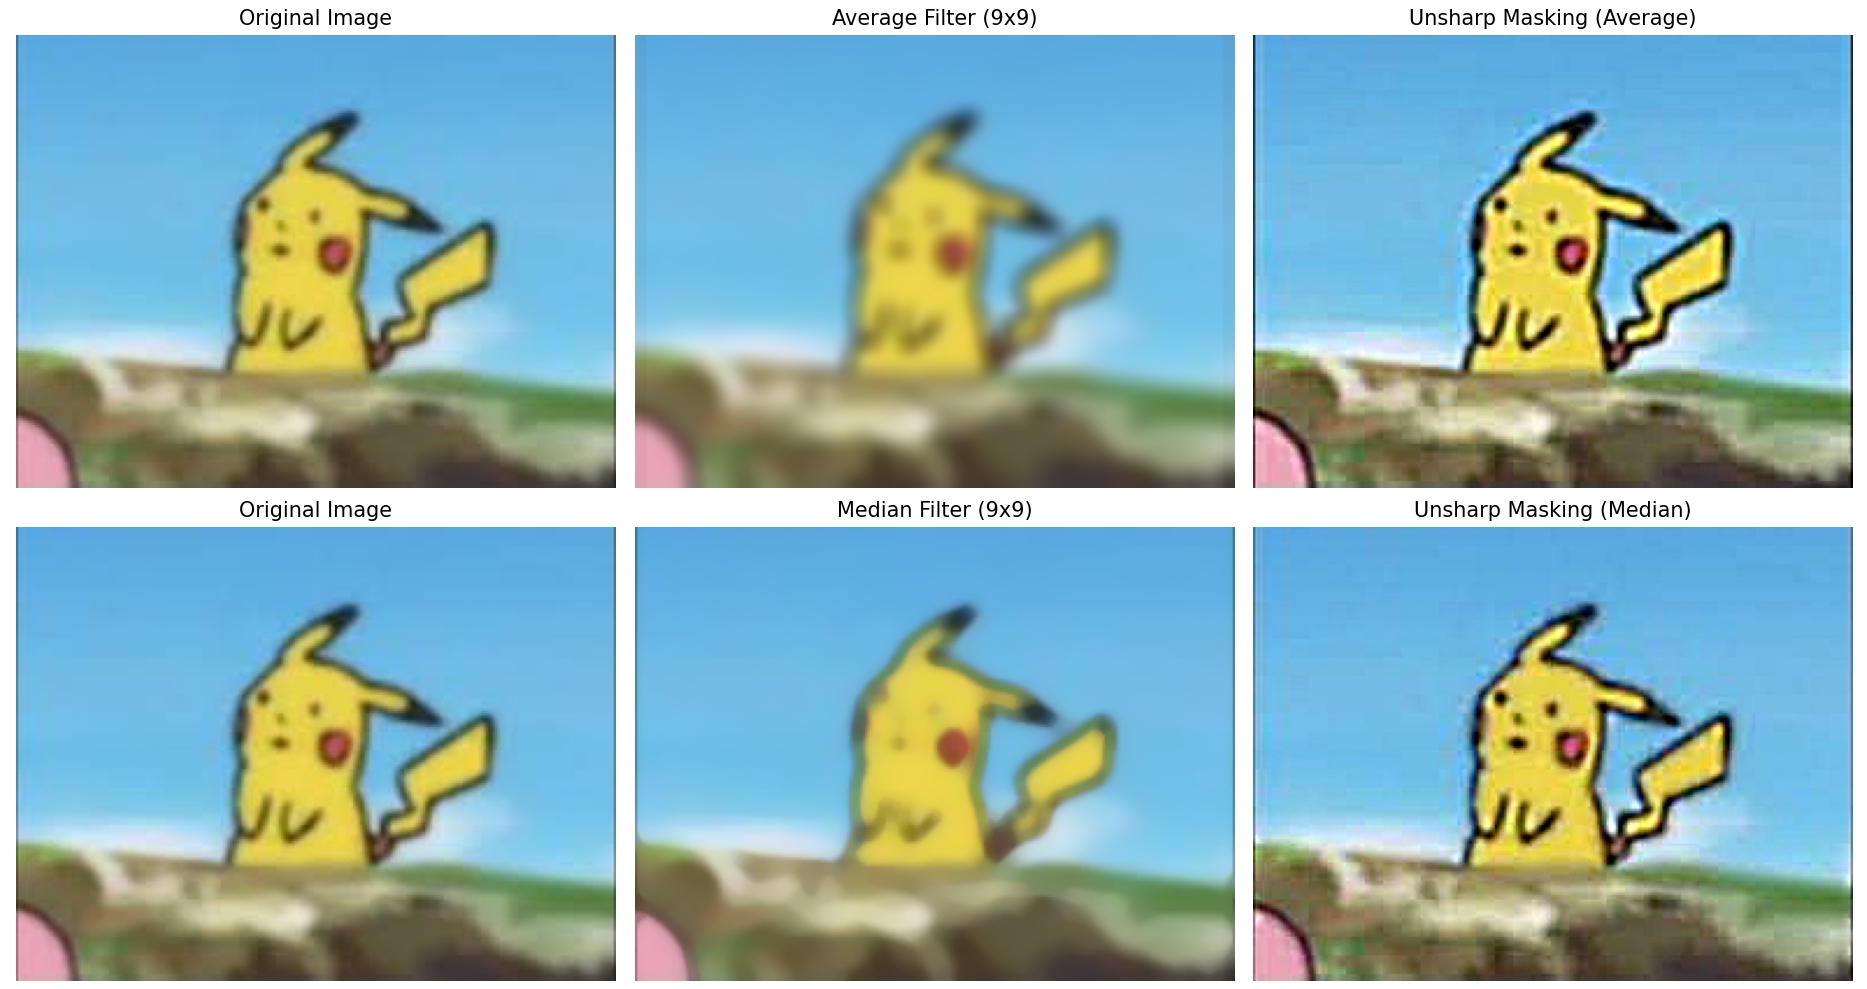 Original Image
Average Filter (9x9)
Unsharp Masking (Average)
Original Image
Median Filter (9x9)
Unsharp Masking (Median)